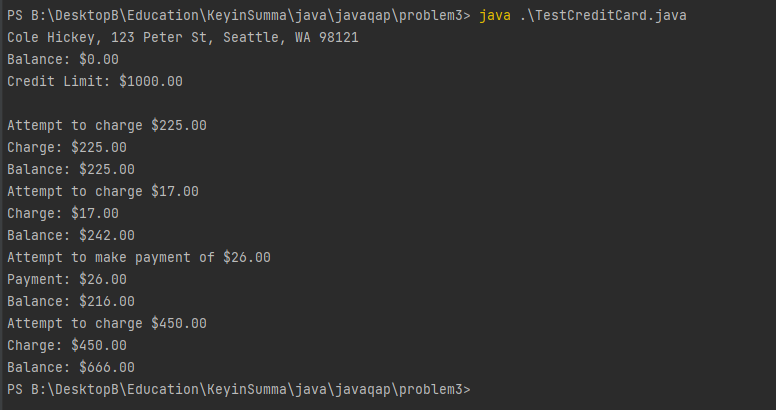 PS B:\DesktopB\Education\KeyinSumma\java\javaqap\problem3> java .\TestCreditCard.java
Cole Hickey, 123 Peter St, Seattle, WA 98121
Balance: $0.00
Credit Limit: $1000.00
Attempt to charge $225.00
Charge: $225.00
Balance: $225.00
Attempt to charge $17.00
Charge: $17.00
Balance: $242.00
Attempt to make payment of $26.00
Payment: $26.00
Balance: $216.00
Attempt to charge $450.00
Charge: $450.00
Balance: $666.00
PS B:\DesktopB\Education\KeyinSumma\java\javaqap\problem3>